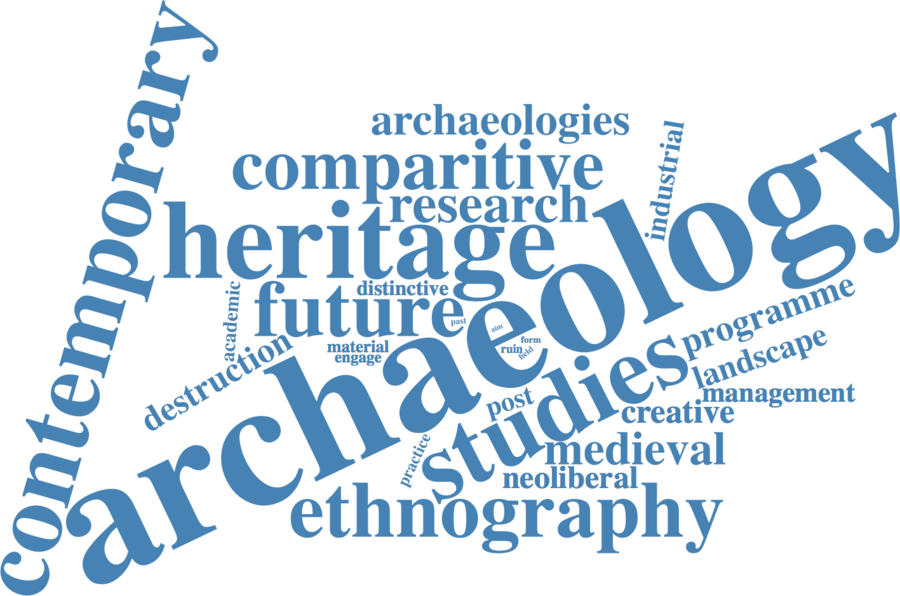 contemporary
archaeologies
comparitive
industrial
research
heritage
archaeology
distinctive
academic
future
past
aim
form
ruin
field
material
engage
programme
destruction
studies
landscape
management
post
creative
practice
medieval
neoliberal
ethnography